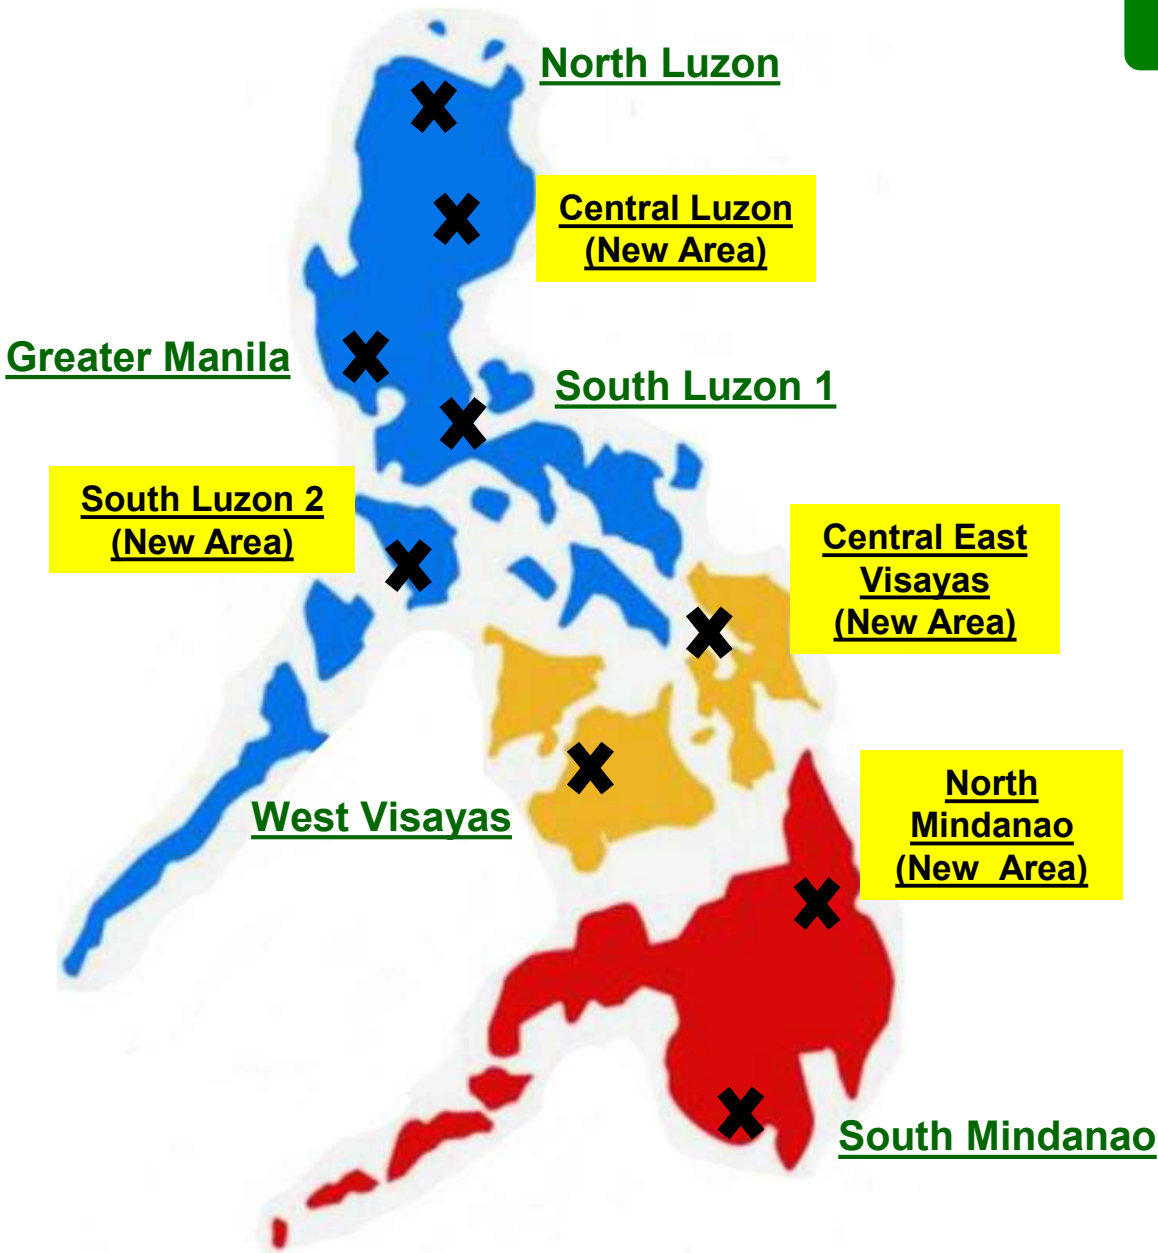 North Luzon
Central Luzon
(New Area)
Greater Manila
South Luzon 1
South Luzon 2
(New Area)
Central East
Visayas
(New Area)
West Visayas
North
Mindanao
(New  Area)
South Mindanao